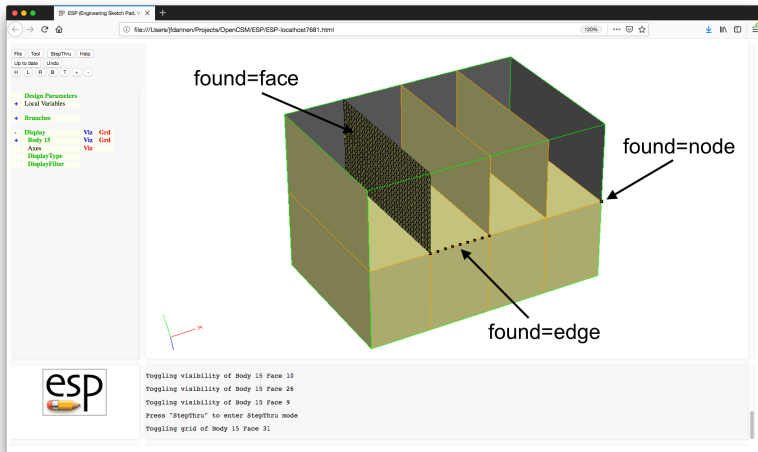 ESP (Engineering Sketch Pad, V
file:///Users/jfdannen/Projects/OpenCSM/ESP/ESP-localhost7681.html
120%
File Tool StepThru Help
Up to date Undo
H L R B T + -
Design Parameters
+ Local Variables
+ Branches
- Display Viz Grd
+ Body 15 Viz Grd
Axes Viz
DisplayType
DisplayFilter
found=face
found=node
found=edge
x
esp
Toggling visibility of Body 15 Face 10
Toggling visibility of Body 15 Face 26
Toggling visibility of Body 15 Face 9
Press "StepThru" to enter StepThru mode
Toggling grid of Body 15 Face 31